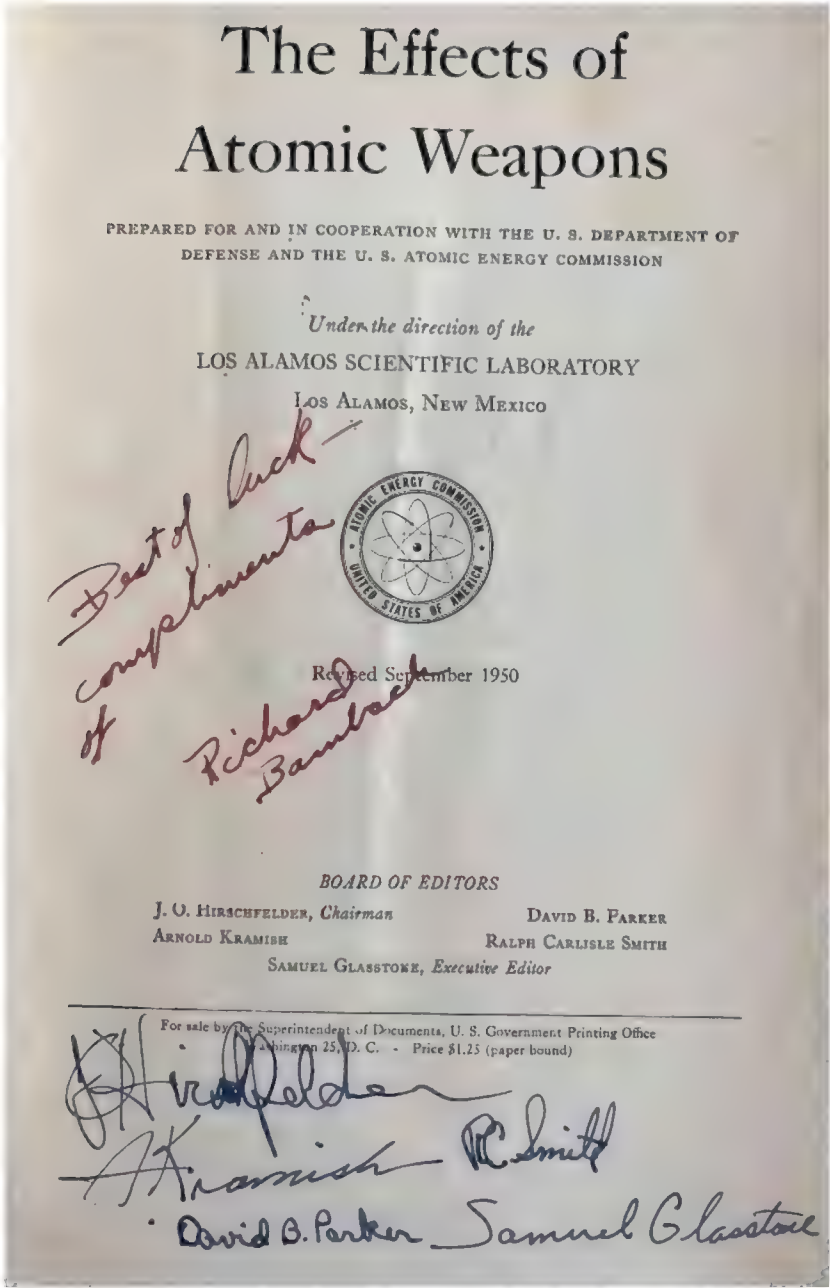 The Effects of
Atomic Weapons
PREPARED FOR AND IN COOPERATION WITH THE U. S. DEPARTMENT OF
DEFENSE AND THE U. S. ATOMIC ENERGY COMMISSION
Under the direction of the
LOS ALAMOS SCIENTIFIC LABORATORY
LOS ALAMOS, NEW MEXICO
Best of luck —
compliments
of
Richard
Bambach
ATOMIC ENERGY COMMISSION
UNITED STATES OF AMERICA
Revised September 1950
BOARD OF EDITORS
J. O. HIRSCHFELDER, Chairman
DAVID B. PARKER
ARNOLD KRAMISH
RALPH CARLISLE SMITH
SAMUEL GLASSTONE, Executive Editor
For sale by the Superintendent of Documents, U. S. Government Printing Office
Washington 25, D. C. - Price $1.25 (paper bound)
JO Hirschfelder
A Kramish
RC Smith
David B. Parker
Samuel Glasstone